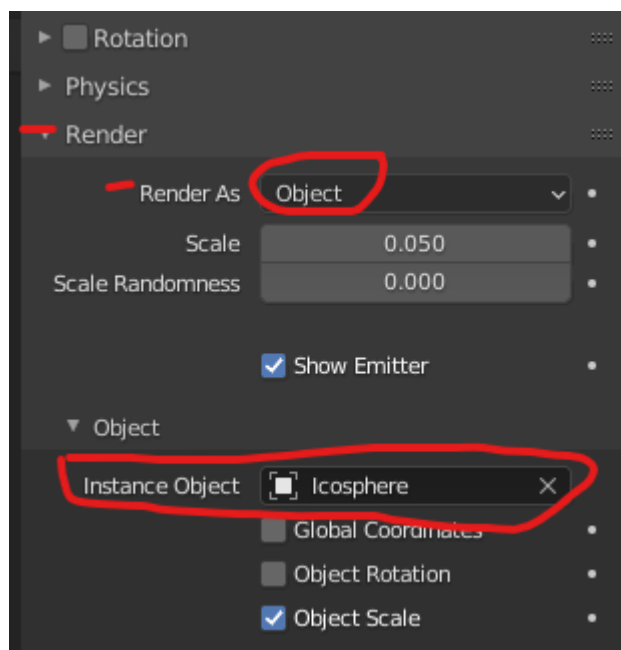 Rotation
Physics
Render
Render As Object
Scale 0.050
Scale Randomness 0.000
Show Emitter
Object
Instance Object Icosphere
Global Coordinates
Object Rotation
Object Scale